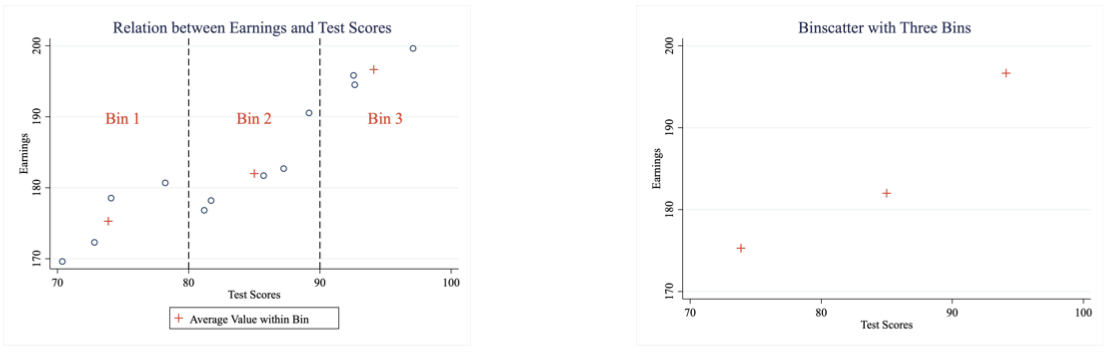 Relation between Earnings and Test Scores
200
190
180
170
Earnings
Bin 1
Bin 2
Bin 3
70
80
90
100
Test Scores
+ Average Value within Bin
Binscatter with Three Bins
200
190
180
170
Earnings
70
80
90
100
Test Scores